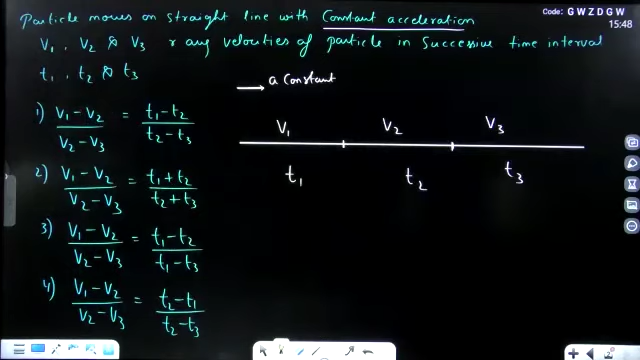 Code: GWZDGW
15:48
Particle moves on straight line with Constant acceleration
V₁, V₂ & V₃ r avg velocities of particle in Successive time interval
t₁, t₂ & t₃
→ a Constant
V₁ V₂ V₃
t₁ t₂ t₃
1) (V₁ - V₂)/(V₂ - V₃) = (t₁ - t₂)/(t₂ - t₃)
2) (V₁ - V₂)/(V₂ - V₃) = (t₁ + t₂)/(t₂ + t₃)
3) (V₁ - V₂)/(V₂ - V₃) = (t₁ - t₂)/(t₁ - t₃)
4) (V₁ - V₂)/(V₂ - V₃) = (t₂ - t₁)/(t₂ - t₃)